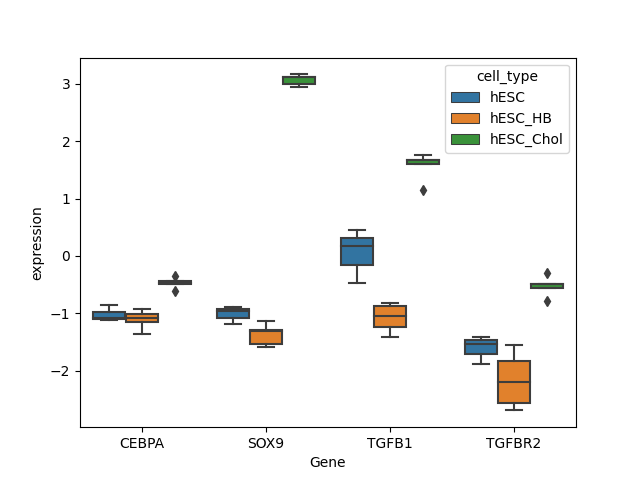 cell_type
hESC
hESC_HB
hESC_Chol
3
2
1
0
−1
−2
expression
CEBPA SOX9 TGFB1 TGFBR2
Gene